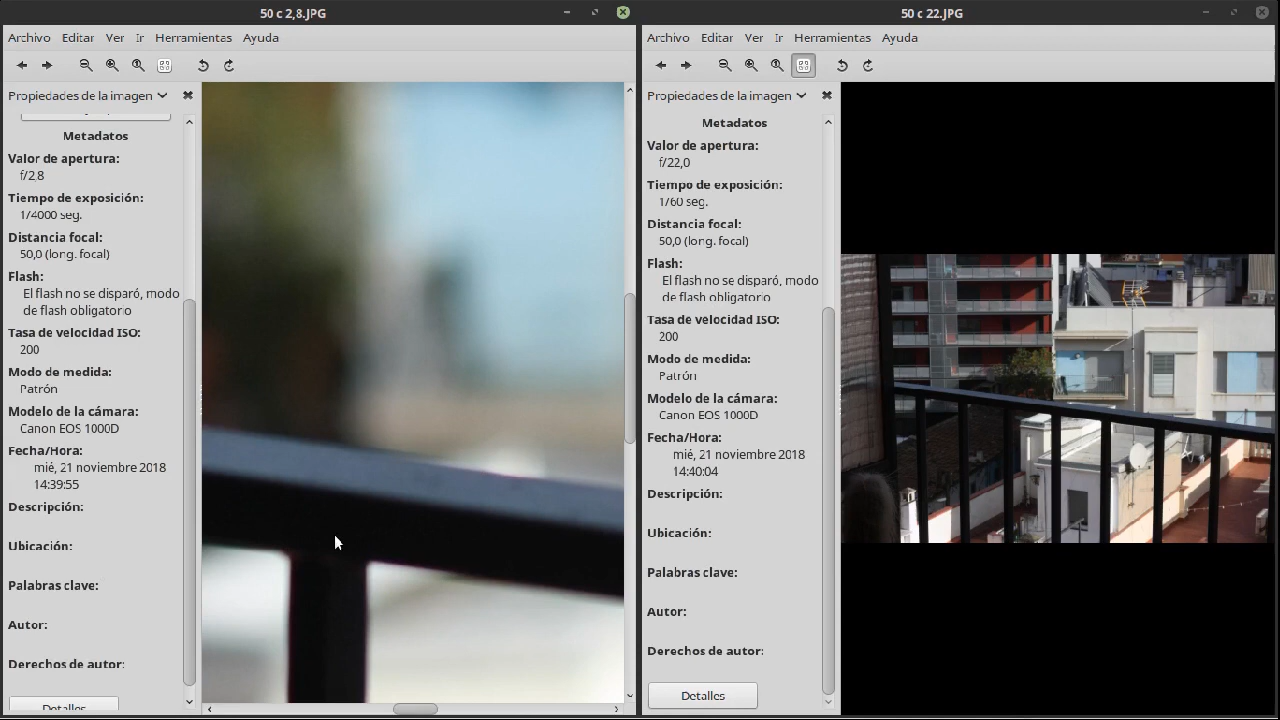 50 c 2,8.JPG
Archivo Editar Ver Ir Herramientas Ayuda
Propiedades de la imagen
Metadatos
Valor de apertura:
f/2,8
Tiempo de exposición:
1/4000 seg.
Distancia focal:
50,0 (long. focal)
Flash:
El flash no se disparó, modo
de flash obligatorio
Tasa de velocidad ISO:
200
Modo de medida:
Patrón
Modelo de la cámara:
Canon EOS 1000D
Fecha/Hora:
mié, 21 noviembre 2018
14:39:55
Descripción:
Ubicación:
Palabras clave:
Autor:
Derechos de autor:
Detalles
50 c 22.JPG
Archivo Editar Ver Ir Herramientas Ayuda
Propiedades de la imagen
Metadatos
Valor de apertura:
f/22,0
Tiempo de exposición:
1/60 seg.
Distancia focal:
50,0 (long. focal)
Flash:
El flash no se disparó, modo
de flash obligatorio
Tasa de velocidad ISO:
200
Modo de medida:
Patrón
Modelo de la cámara:
Canon EOS 1000D
Fecha/Hora:
mié, 21 noviembre 2018
14:40:04
Descripción:
Ubicación:
Palabras clave:
Autor:
Derechos de autor:
Detalles